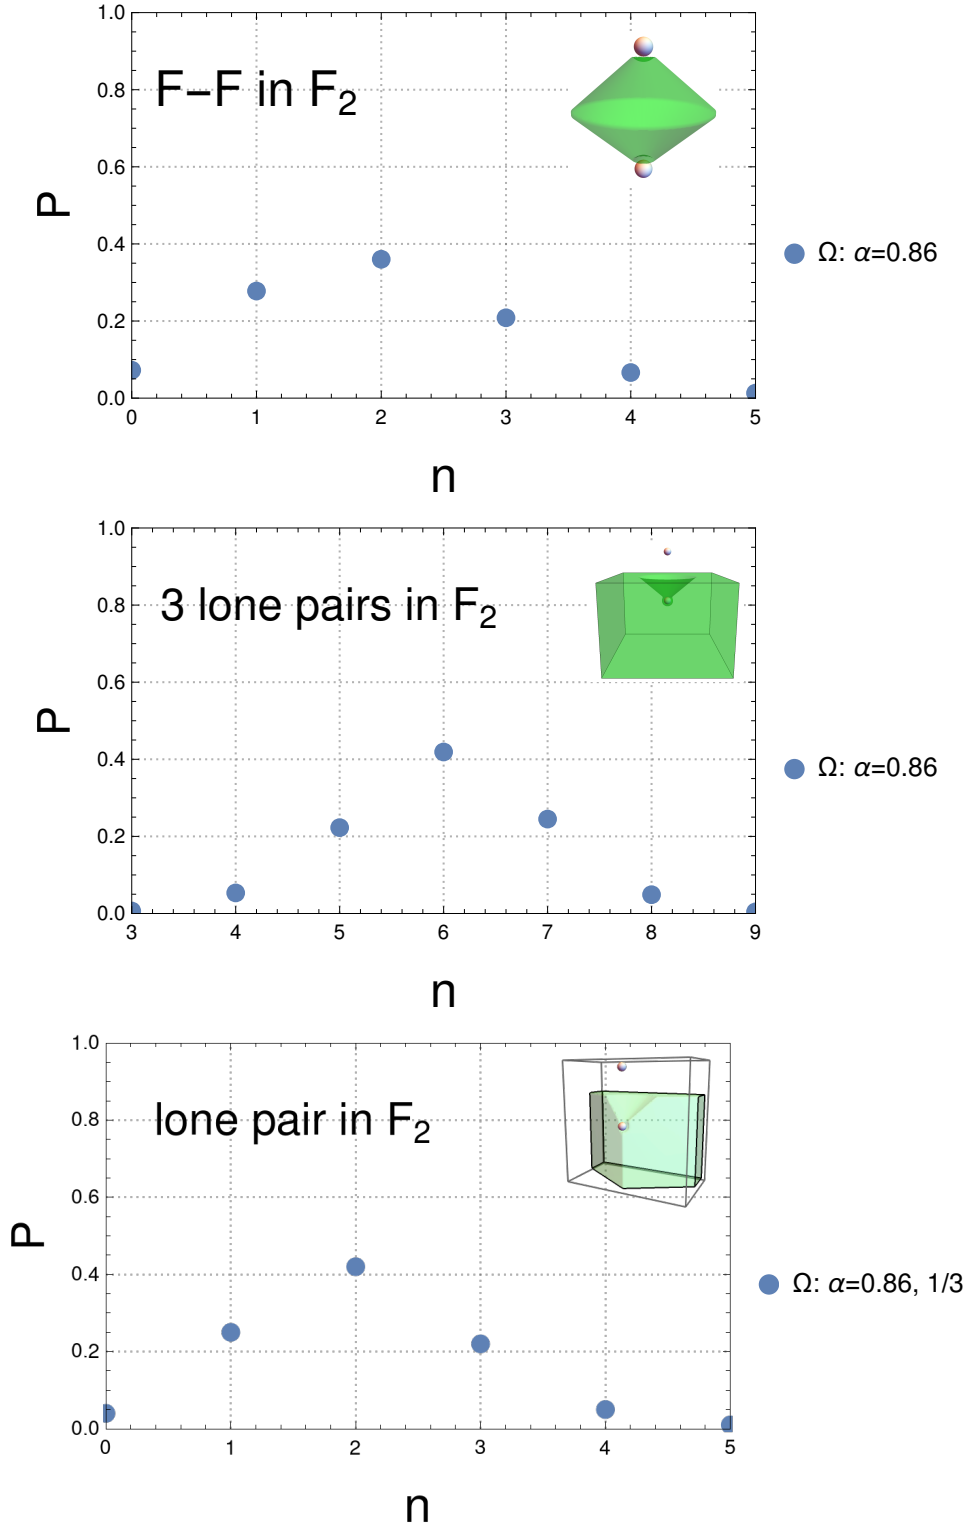 1.0
F–F in F₂
0.8
0.6
P
0.4
Ω: α=0.86
0.2
0.0
0 1 2 3 4 5
n
1.0
3 lone pairs in F₂
0.8
0.6
P
0.4
Ω: α=0.86
0.2
0.0
3 4 5 6 7 8 9
n
1.0
lone pair in F₂
0.8
0.6
P
0.4
Ω: α=0.86, 1/3
0.2
0.0
0 1 2 3 4 5
n